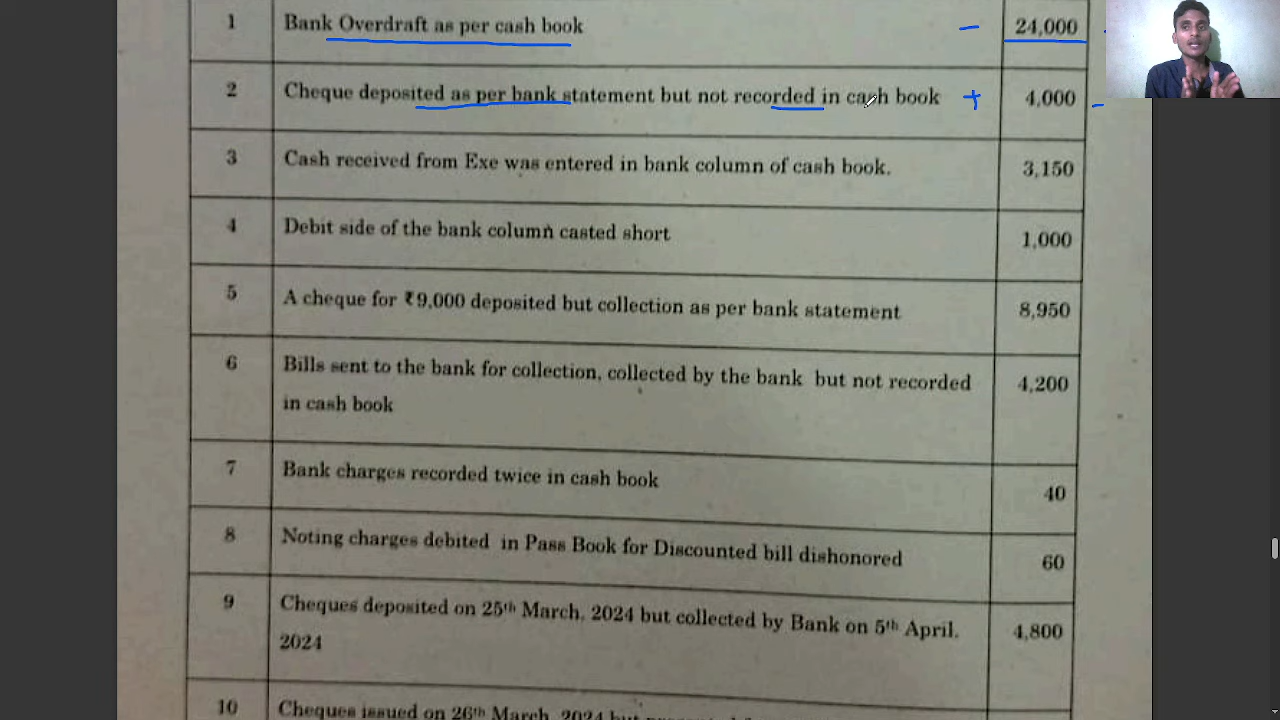 1 Bank Overdraft as per cash book - 24,000
2 Cheque deposited as per bank statement but not recorded in cash book + 4,000
3 Cash received from Exe was entered in bank column of cash book. 3,150
4 Debit side of the bank column casted short 1,000
5 A cheque for ₹9,000 deposited but collection as per bank statement 8,950
6 Bills sent to the bank for collection, collected by the bank but not recorded 4,200
in cash book
7 Bank charges recorded twice in cash book 40
8 Noting charges debited in Pass Book for Discounted bill dishonored 60
9 Cheques deposited on 25th March, 2024 but collected by Bank on 5th April, 4,800
2024
10 Cheques issued on 26th March, 2024 but